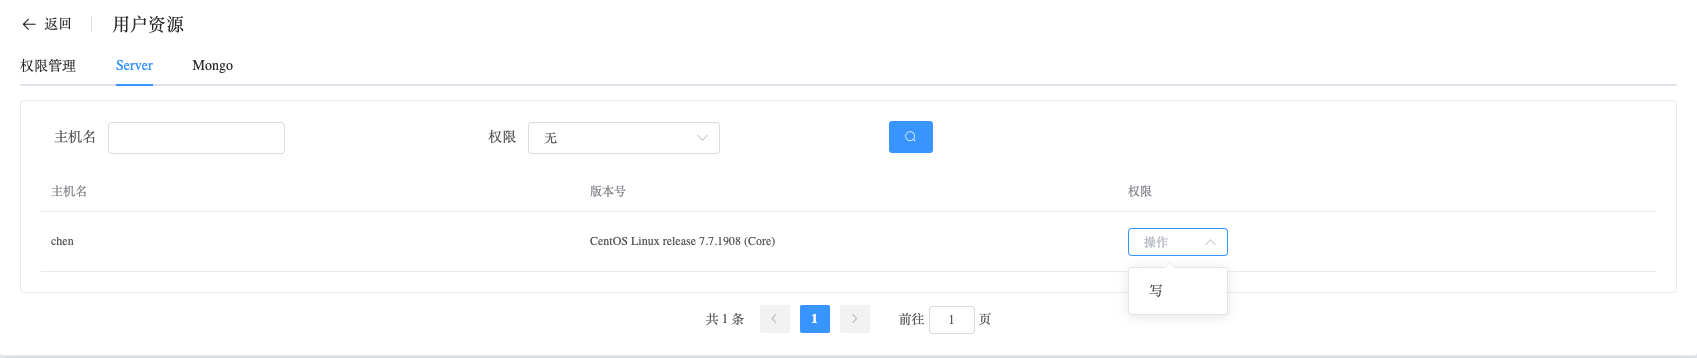 返回 用户资源
权限管理 Server Mongo
主机名 权限 无
主机名 版本号 权限
chen CentOS Linux release 7.7.1908 (Core) 操作
写
共 1 条 1 前往 1 页